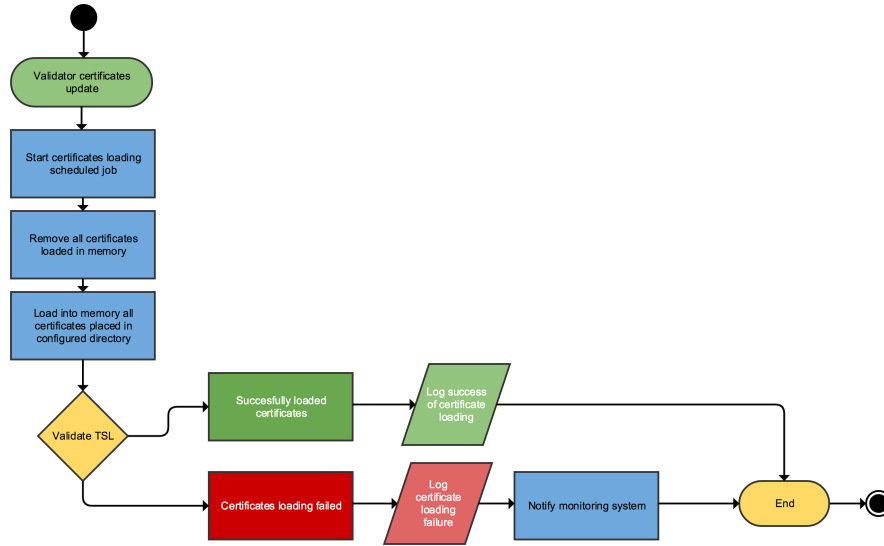 Validator certificates
update
Start certificates loading
scheduled job
Remove all certificates
loaded in memory
Load into memory all
certificates placed in
configured directory
Validate TSL
Succesfully loaded
certificates
Log success
of certificate
loading
Certificates loading failed
Log
certificate
loading
failure
Notify monitoring system
End